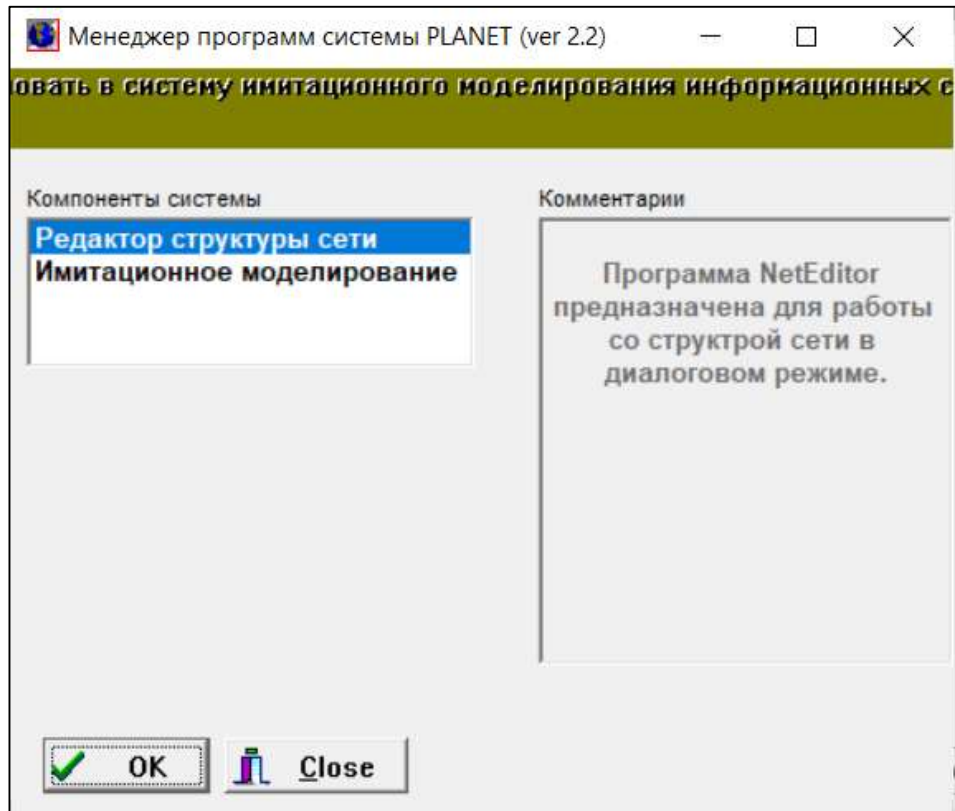 Менеджер программ системы PLANET (ver 2.2)
овать в систему имитационного моделирования информационных с
Компоненты системы
Редактор структуры сети
Имитационное моделирование
Комментарии
Программа NetEditor
предназначена для работы
со структрой сети в
диалоговом режиме.
OK
Close